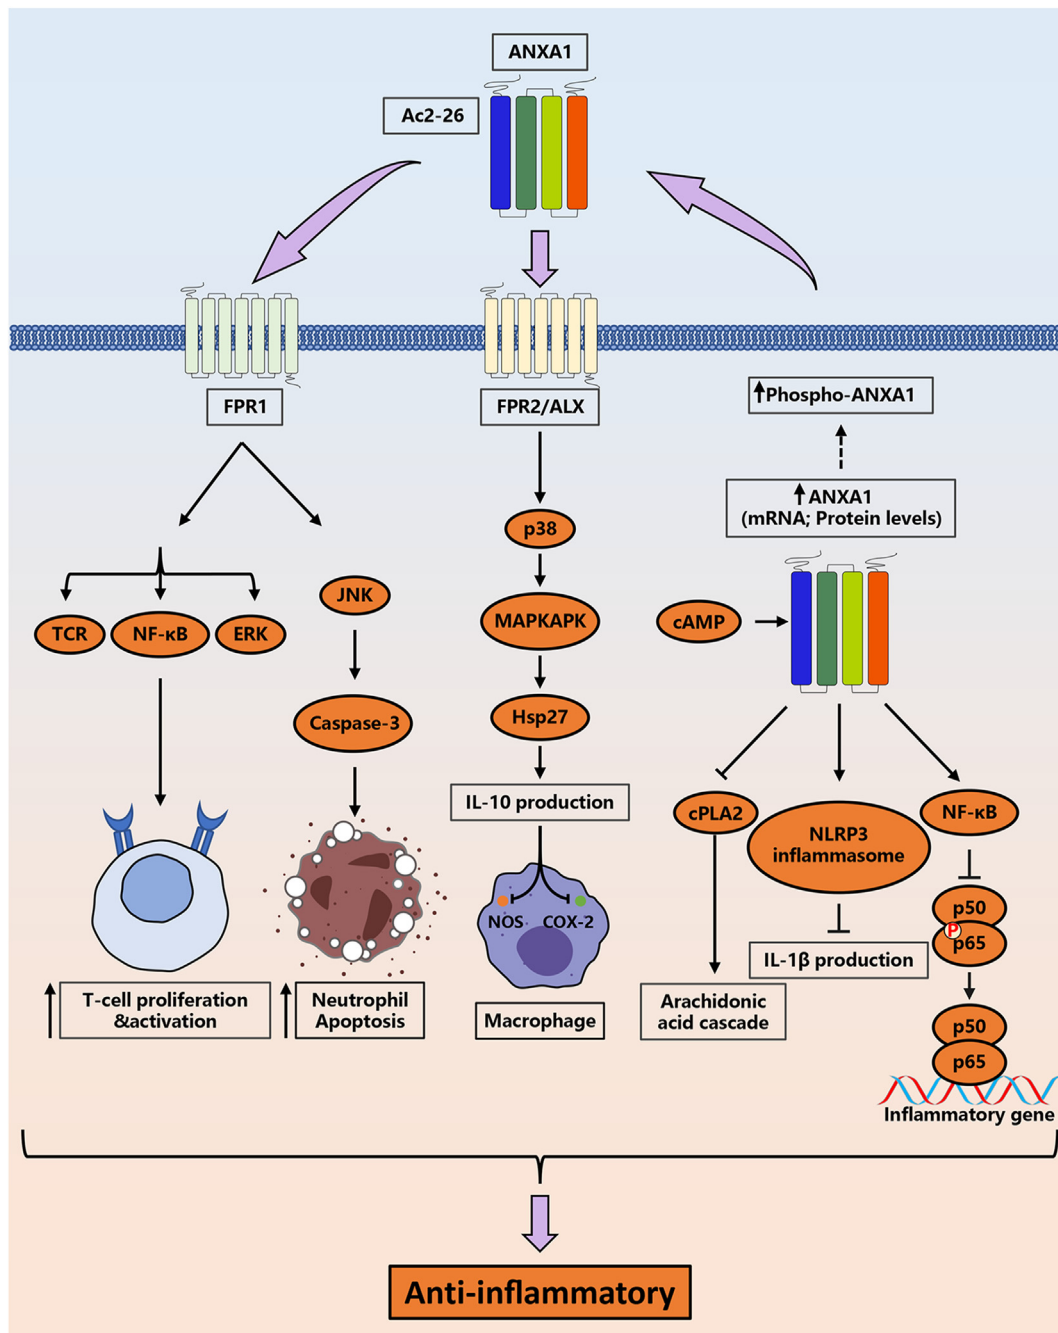 ANXA1
Ac2-26
FPR1
FPR2/ALX
Phospho-ANXA1
ANXA1
(mRNA; Protein levels)
p38
JNK
TCR
NF-κB
ERK
MAPKAPK
cAMP
Caspase-3
Hsp27
IL-10 production
cPLA2
NLRP3
inflammasome
NF-κB
NOS
COX-2
p50
P
p65
IL-1β production
T-cell proliferation
&activation
Neutrophil
Apoptosis
Macrophage
Arachidonic
acid cascade
p50
p65
Inflammatory gene
Anti-inflammatory